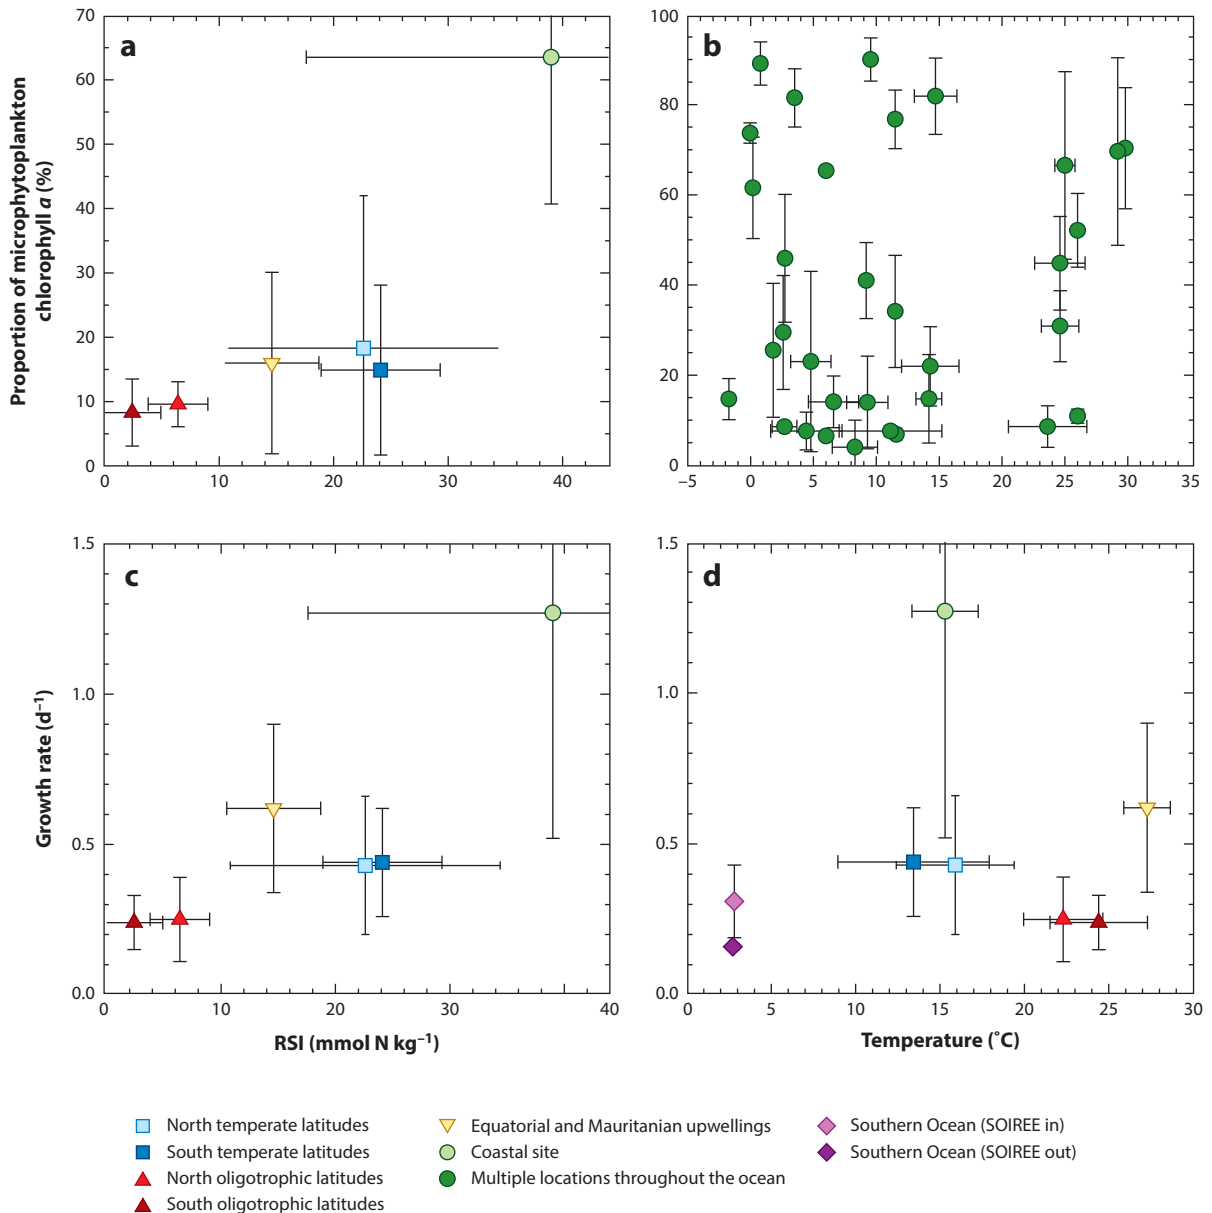 a
b
Proportion of microphytoplankton
chlorophyll a (%)
70
60
50
40
30
20
10
0
0
10
20
30
40
100
80
60
40
20
0
–5
0
5
10
15
20
25
30
35
c
d
Growth rate (d–1)
1.5
1.0
0.5
0.0
0
10
20
30
40
RSI (mmol N kg–1)
1.5
1.0
0.5
0.0
0
5
10
15
20
25
30
Temperature (˚C)
North temperate latitudes
South temperate latitudes
North oligotrophic latitudes
South oligotrophic latitudes
Equatorial and Mauritanian upwellings
Coastal site
Multiple locations throughout the ocean
Southern Ocean (SOIREE in)
Southern Ocean (SOIREE out)